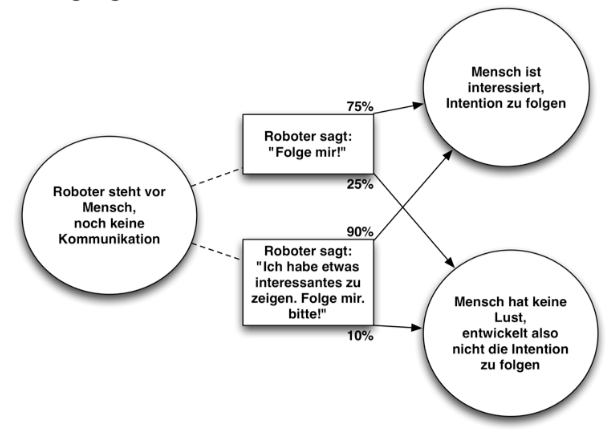 Roboter steht vor
Mensch,
noch keine
Kommunikation
75%
Roboter sagt:
"Folge mir!"
25%
90%
Roboter sagt:
"Ich habe etwas
interessantes zu
zeigen. Folge mir.
bitte!"
10%
Mensch ist
interessiert,
Intention zu folgen
Mensch hat keine
Lust,
entwickelt also
nicht die Intention
zu folgen